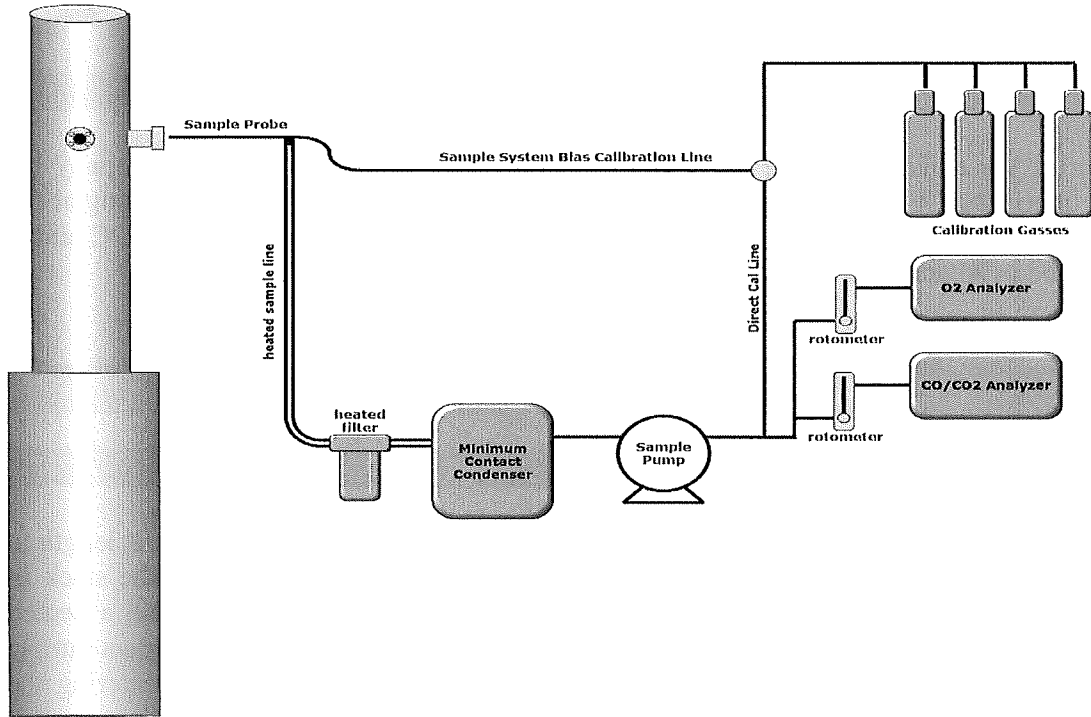 Sample Probe
Sample System Bias Calibration Line
Calibration Gasses
heated sample line
Direct Cal Line
O2 Analyzer
rotometer
CO/CO2 Analyzer
rotometer
heated
filter
Minimum
Contact
Condenser
Sample
Pump